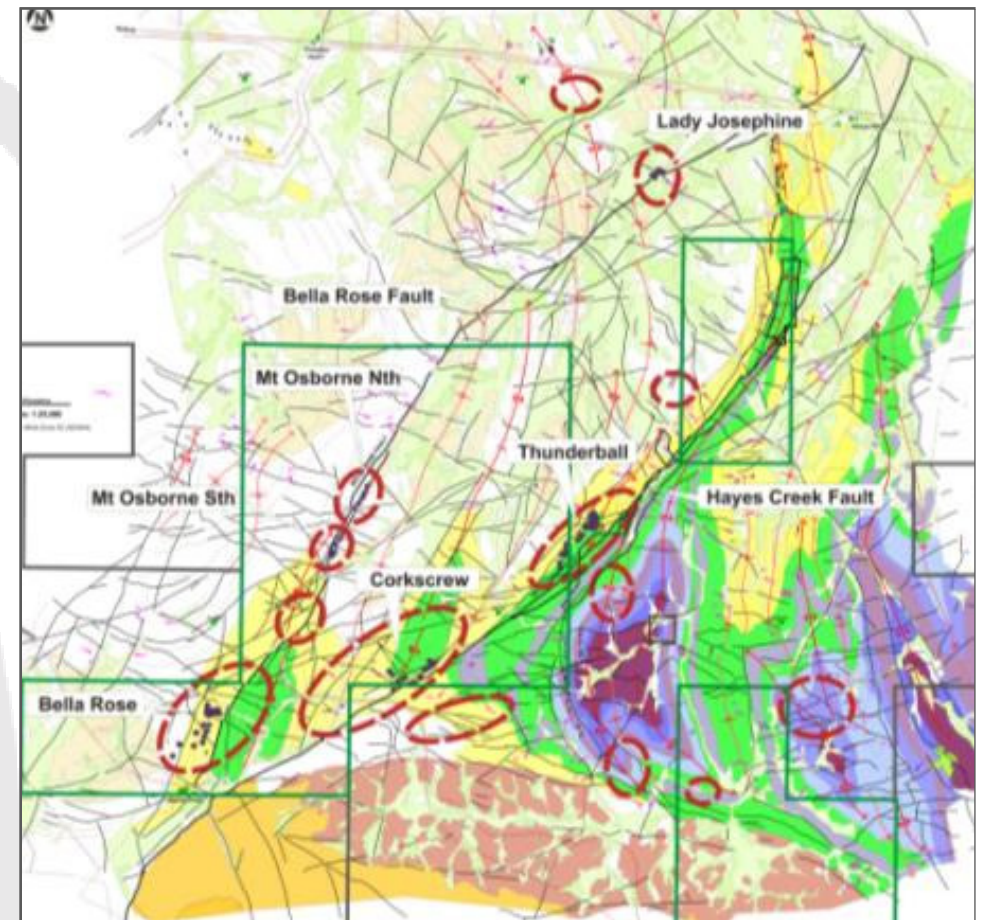 N
Lady Josephine
Bella Rose Fault
Mt Osborne Nth
Thunderball
Mt Osborne Sth
Hayes Creek Fault
Corkscrew
Bella Rose